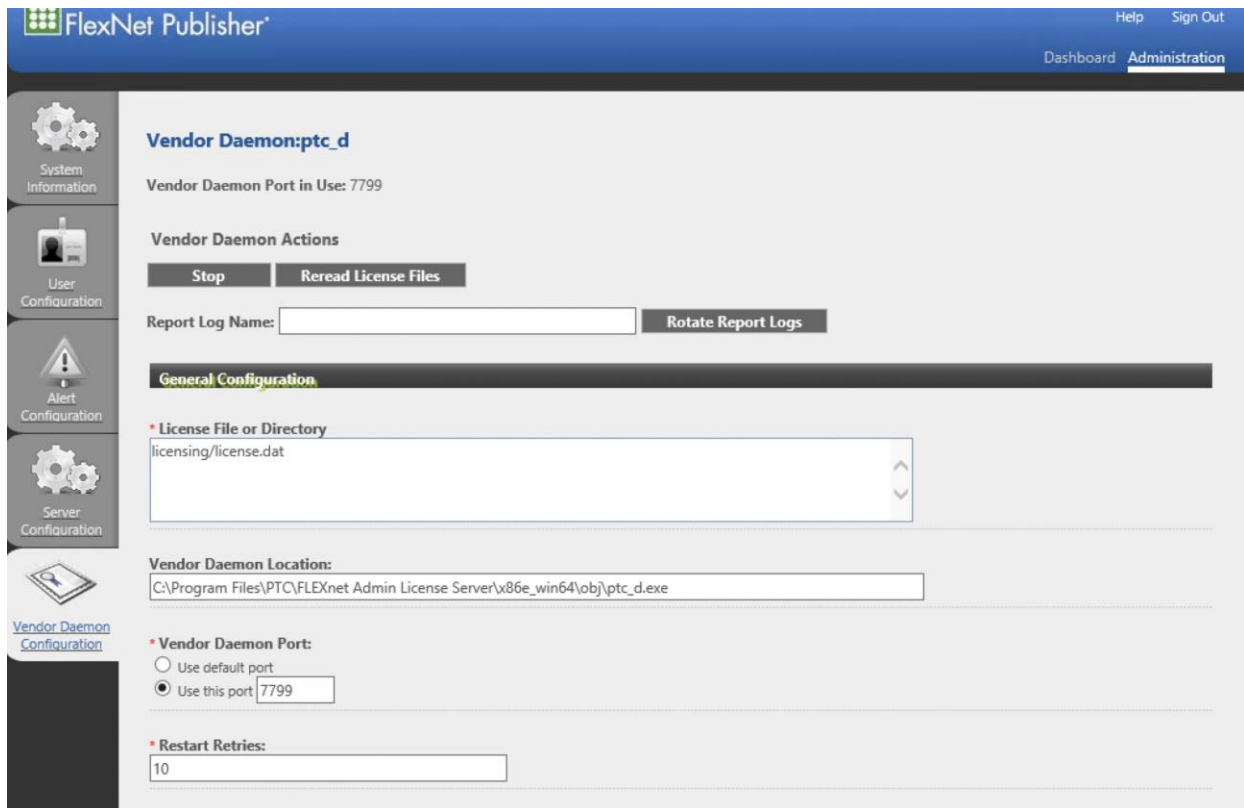 FlexNet Publisher
Help Sign Out
Dashboard Administration
System
Information
User
Configuration
Alert
Configuration
Server
Configuration
Vendor Daemon
Configuration
Vendor Daemon:ptc_d
Vendor Daemon Port in Use: 7799
Vendor Daemon Actions
Stop Reread License Files
Report Log Name: Rotate Report Logs
General Configuration
* License File or Directory
licensing/license.dat
Vendor Daemon Location:
C:\Program Files\PTC\FLEXnet Admin License Server\x86e_win64\obj\ptc_d.exe
* Vendor Daemon Port:
Use default port
Use this port 7799
* Restart Retries:
10